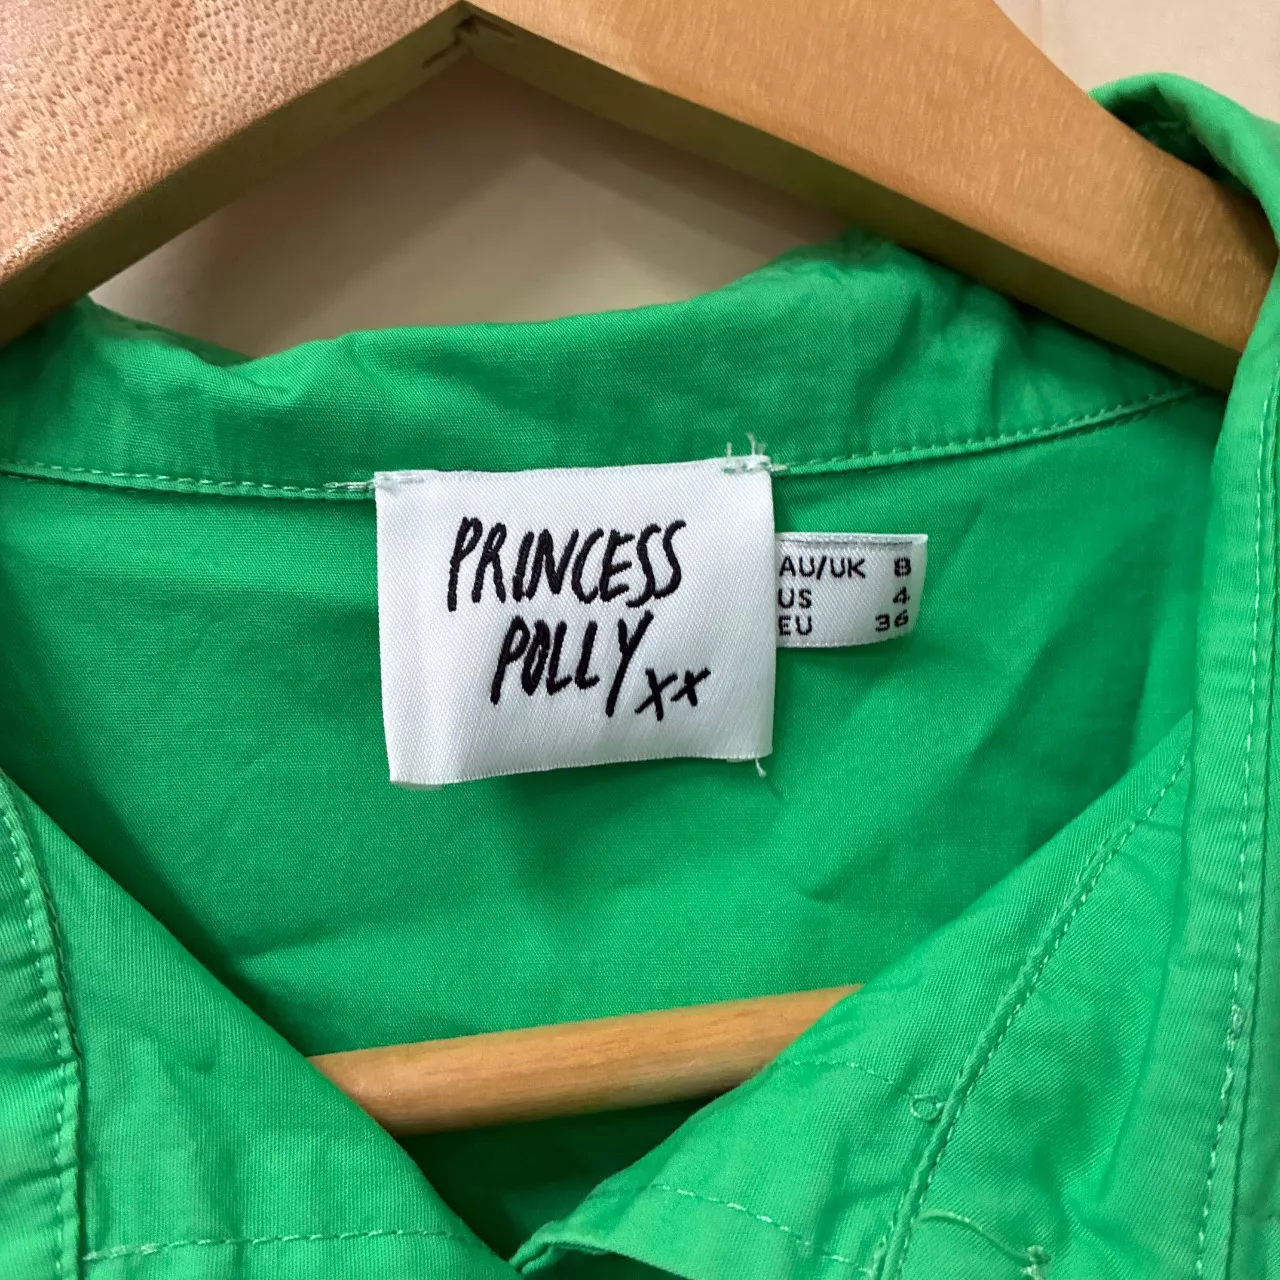 PRINCESS
POLLY xx
AU/UK 8
US 4
EU 36